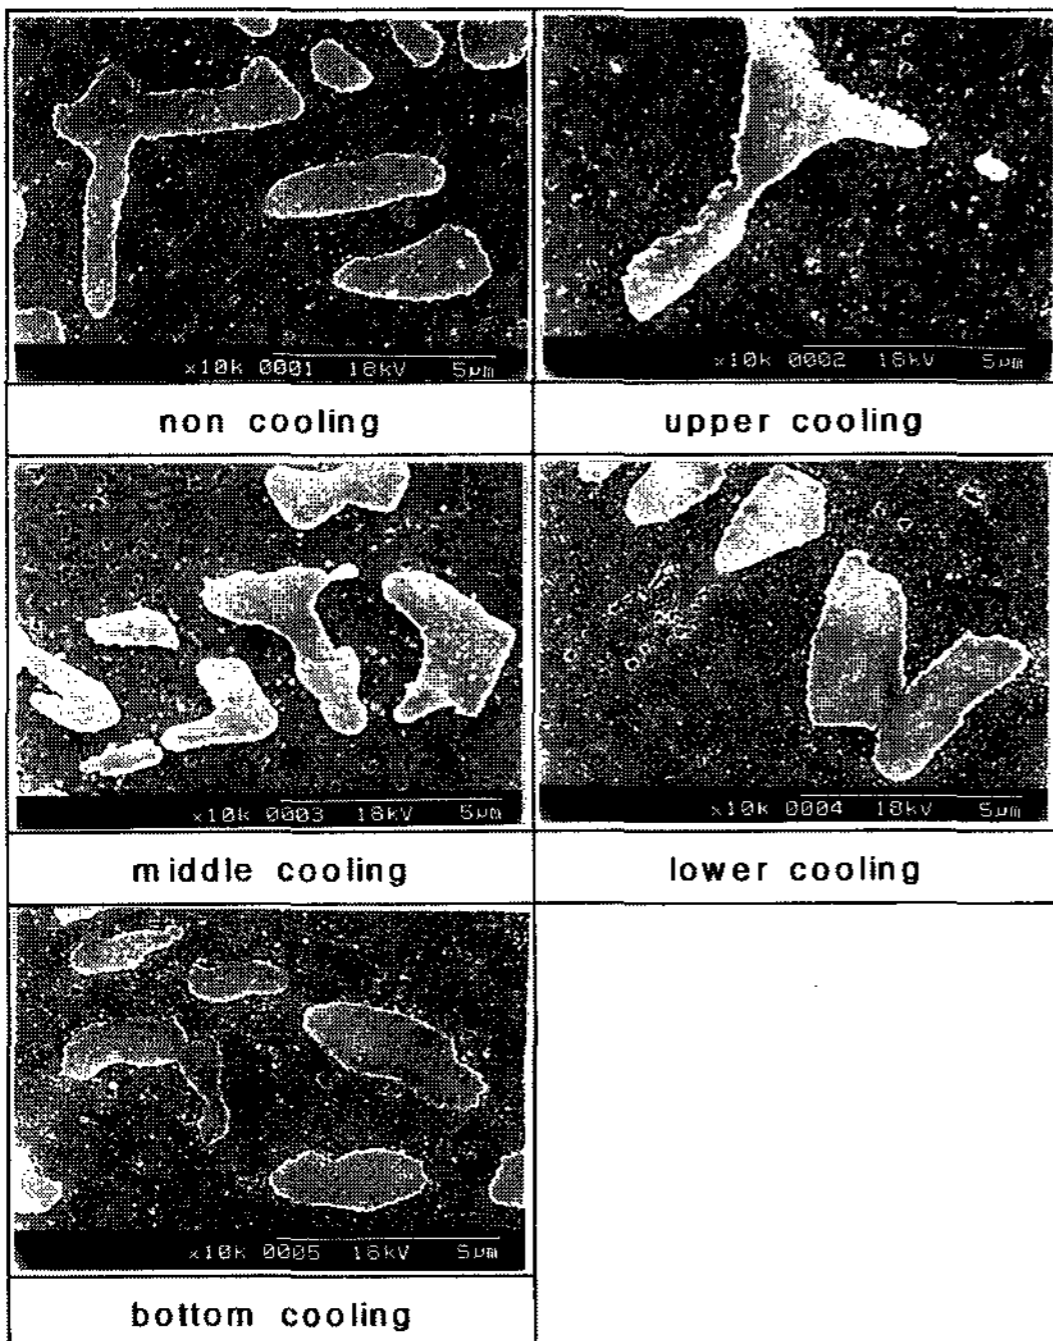 ×10k 0001 18kV 5µm
×10k 0002 18kV 5µm
non cooling
upper cooling
×10k 0003 18kV 5µm
×10k 0004 18kV 5µm
middle cooling
lower cooling
×10k 0005 18kV 5µm
bottom cooling